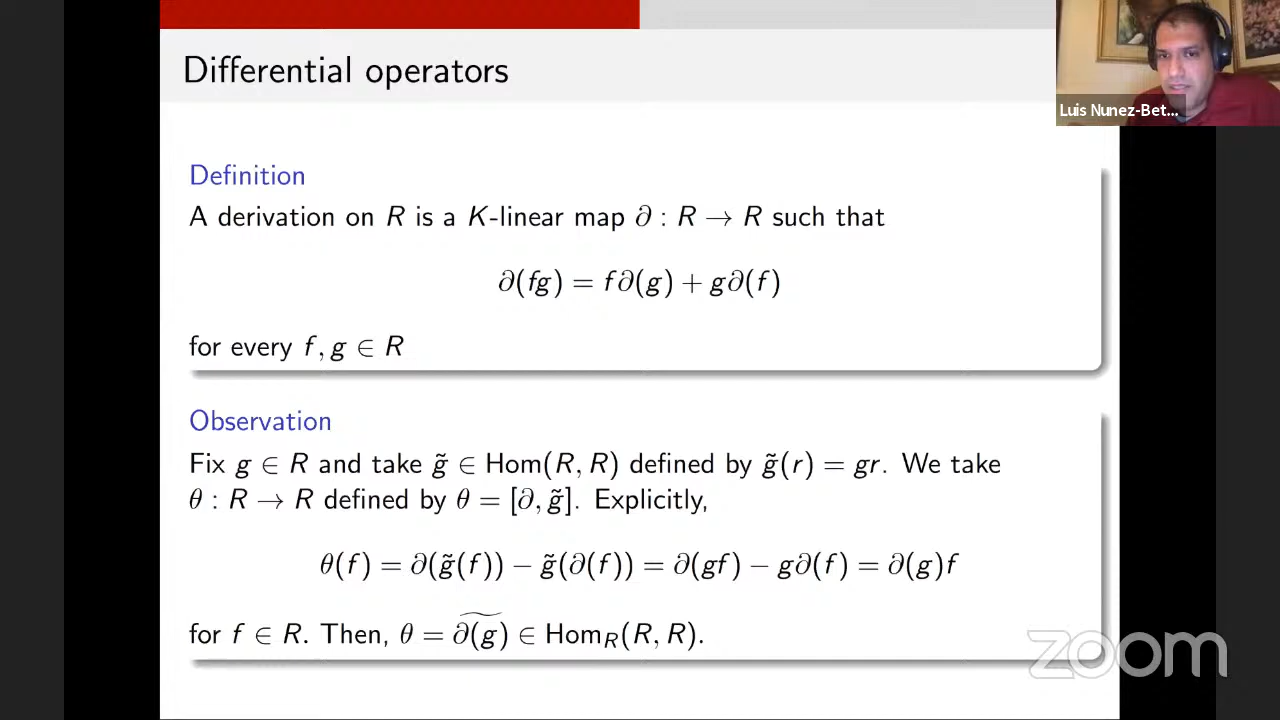 Differential operators
Luis Nunez-Bet...
Definition
A derivation on R is a K-linear map ∂ : R → R such that
∂(fg) = f∂(g) + g∂(f)
for every f, g ∈ R
Observation
Fix g ∈ R and take g̃ ∈ Hom(R, R) defined by g̃(r) = gr. We take
θ : R → R defined by θ = [∂, g̃]. Explicitly,
θ(f) = ∂(g̃(f)) − g̃(∂(f)) = ∂(gf) − g∂(f) = ∂(g)f
for f ∈ R. Then, θ = \widetilde{∂(g)} ∈ Hom_R(R, R).
zoom